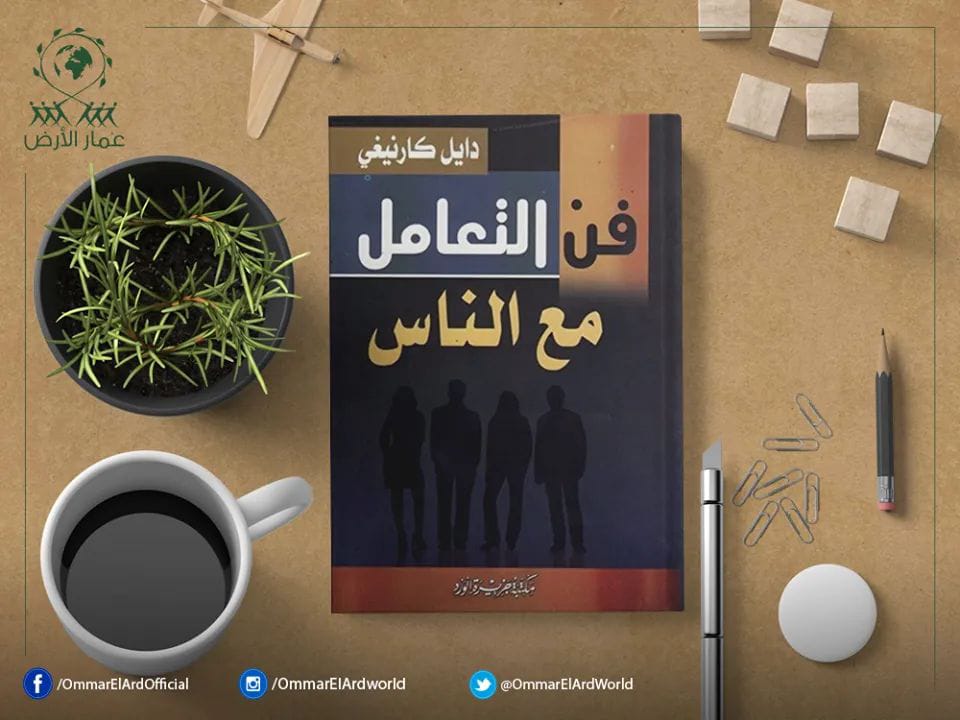 عمار الأرض
دايل كارنيغي
فن التعامل
مع الناس
مكتبة جزيرة الورد
/OmmarElArdOfficial
/OmmarElArdworld
@OmmarElArdWorld